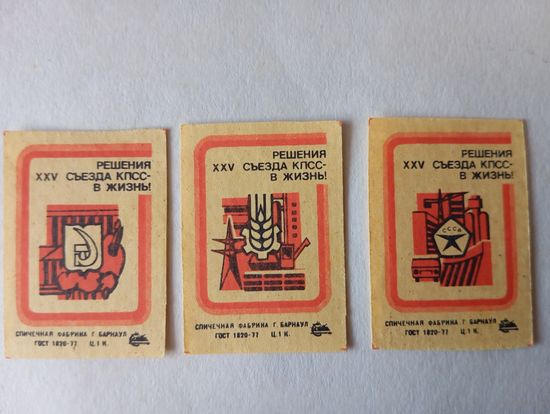 РЕШЕНИЯ
XXV СЪЕЗДА КПСС-
В ЖИЗНЬ!
СПИЧЕЧНАЯ ФАБРИКА Г. БАРНАУЛ
ГОСТ 1820-77 Ц.1 К.
РЕШЕНИЯ
XXV СЪЕЗДА КПСС-
В ЖИЗНЬ!
СПИЧЕЧНАЯ ФАБРИКА Г. БАРНАУЛ
ГОСТ 1820-77 Ц.1 К.
РЕШЕНИЯ
XXV СЪЕЗДА КПСС-
В ЖИЗНЬ!
СССР
СПИЧЕЧНАЯ ФАБРИКА Г. БАРНАУЛ
ГОСТ 1820-77 Ц.1 К.